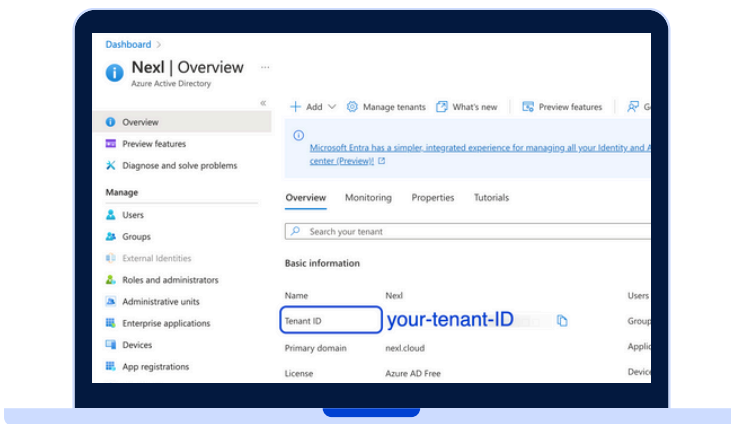 Dashboard >
Nexl | Overview ...
Azure Active Directory
«
Overview
Preview features
Diagnose and solve problems
Manage
Users
Groups
External Identities
Roles and administrators
Administrative units
Enterprise applications
Devices
App registrations
+ Add Manage tenants What's new Preview features
Microsoft Entra has a simpler, integrated experience for managing all your Identity and
center (Preview)!
Overview Monitoring Properties Tutorials
Search your tenant
Basic information
Name Nexl Users
Tenant ID your-tenant-ID Group
Primary domain nexl.cloud Applic
License Azure AD Free Device